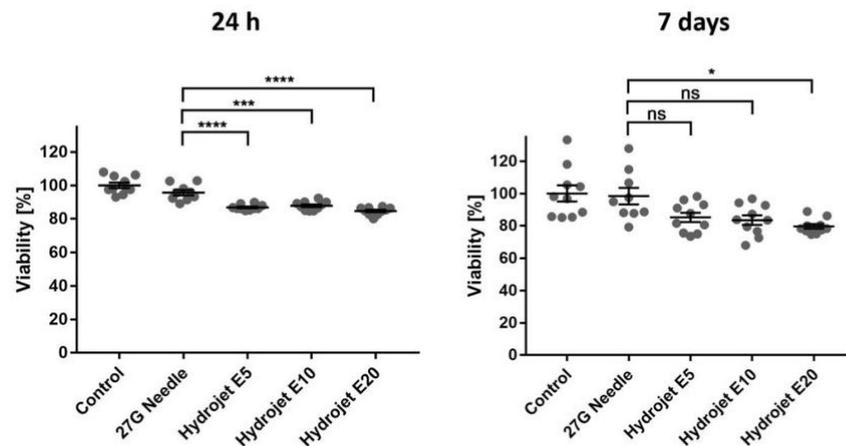 24 h
****
***
****
Viability [%]
120
100
80
60
40
20
0
Control
27G Needle
Hydrojet E5
Hydrojet E10
Hydrojet E20
7 days
*
ns
ns
Viability [%]
120
100
80
60
40
20
0
Control
27G Needle
Hydrojet E5
Hydrojet E10
Hydrojet E20